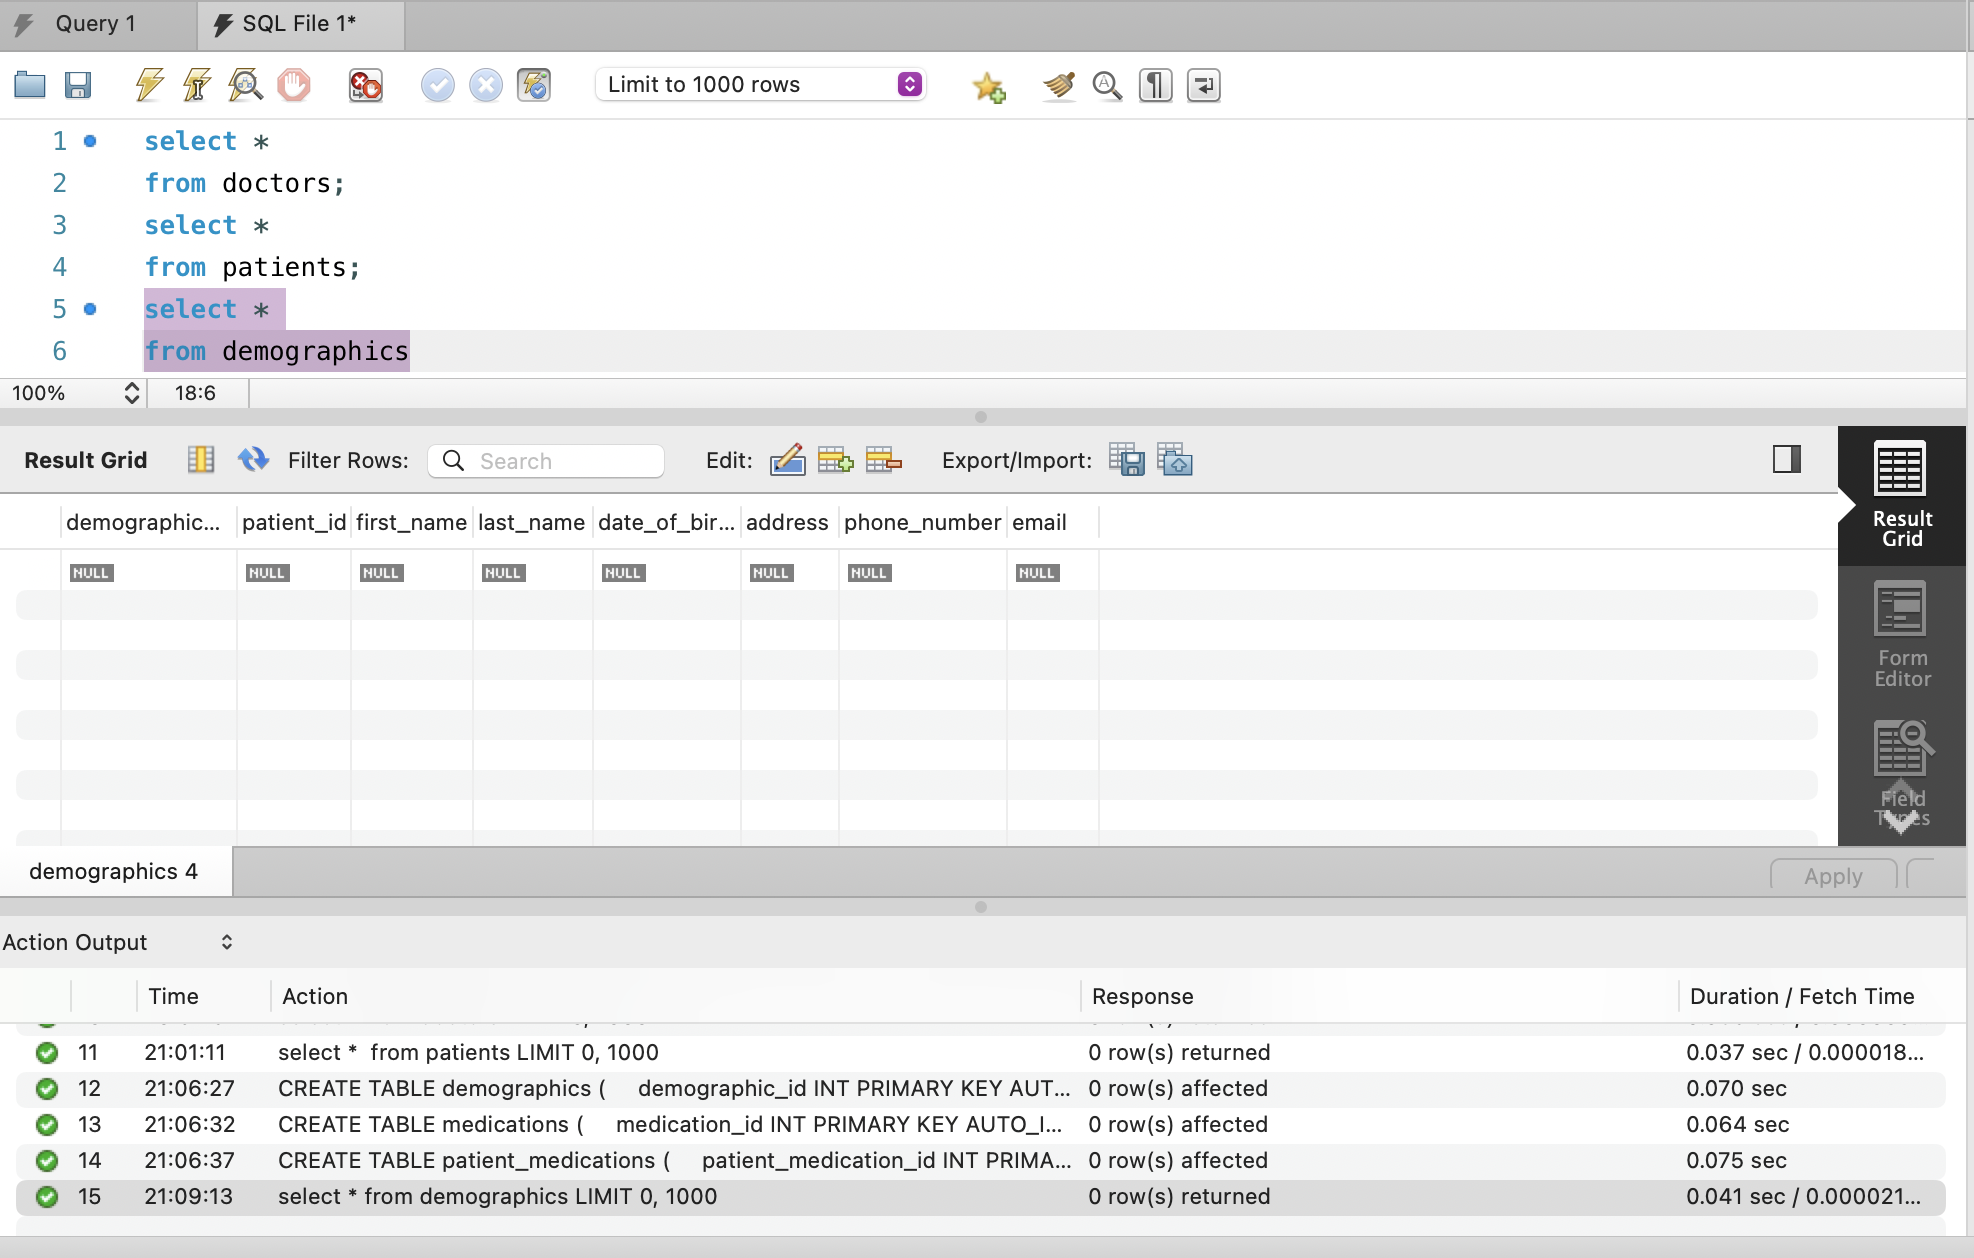 Query 1
SQL File 1*
Limit to 1000 rows
1 select *
2 from doctors;
3 select *
4 from patients;
5 select *
6 from demographics
100% 18:6
Result Grid Filter Rows: Search Edit: Export/Import:
demographic... patient_id first_name last_name date_of_bir... address phone_number email
NULL NULL NULL NULL NULL NULL NULL NULL
Result
Grid
Form
Editor
Field
Types
demographics 4
Apply
Action Output
Time Action Response Duration / Fetch Time
11 21:01:11 select *  from patients LIMIT 0, 1000 0 row(s) returned 0.037 sec / 0.000018...
12 21:06:27 CREATE TABLE demographics (     demographic_id INT PRIMARY KEY AUT... 0 row(s) affected 0.070 sec
13 21:06:32 CREATE TABLE medications (     medication_id INT PRIMARY KEY AUTO_I... 0 row(s) affected 0.064 sec
14 21:06:37 CREATE TABLE patient_medications (     patient_medication_id INT PRIMA... 0 row(s) affected 0.075 sec
15 21:09:13 select * from demographics LIMIT 0, 1000 0 row(s) returned 0.041 sec / 0.000021...